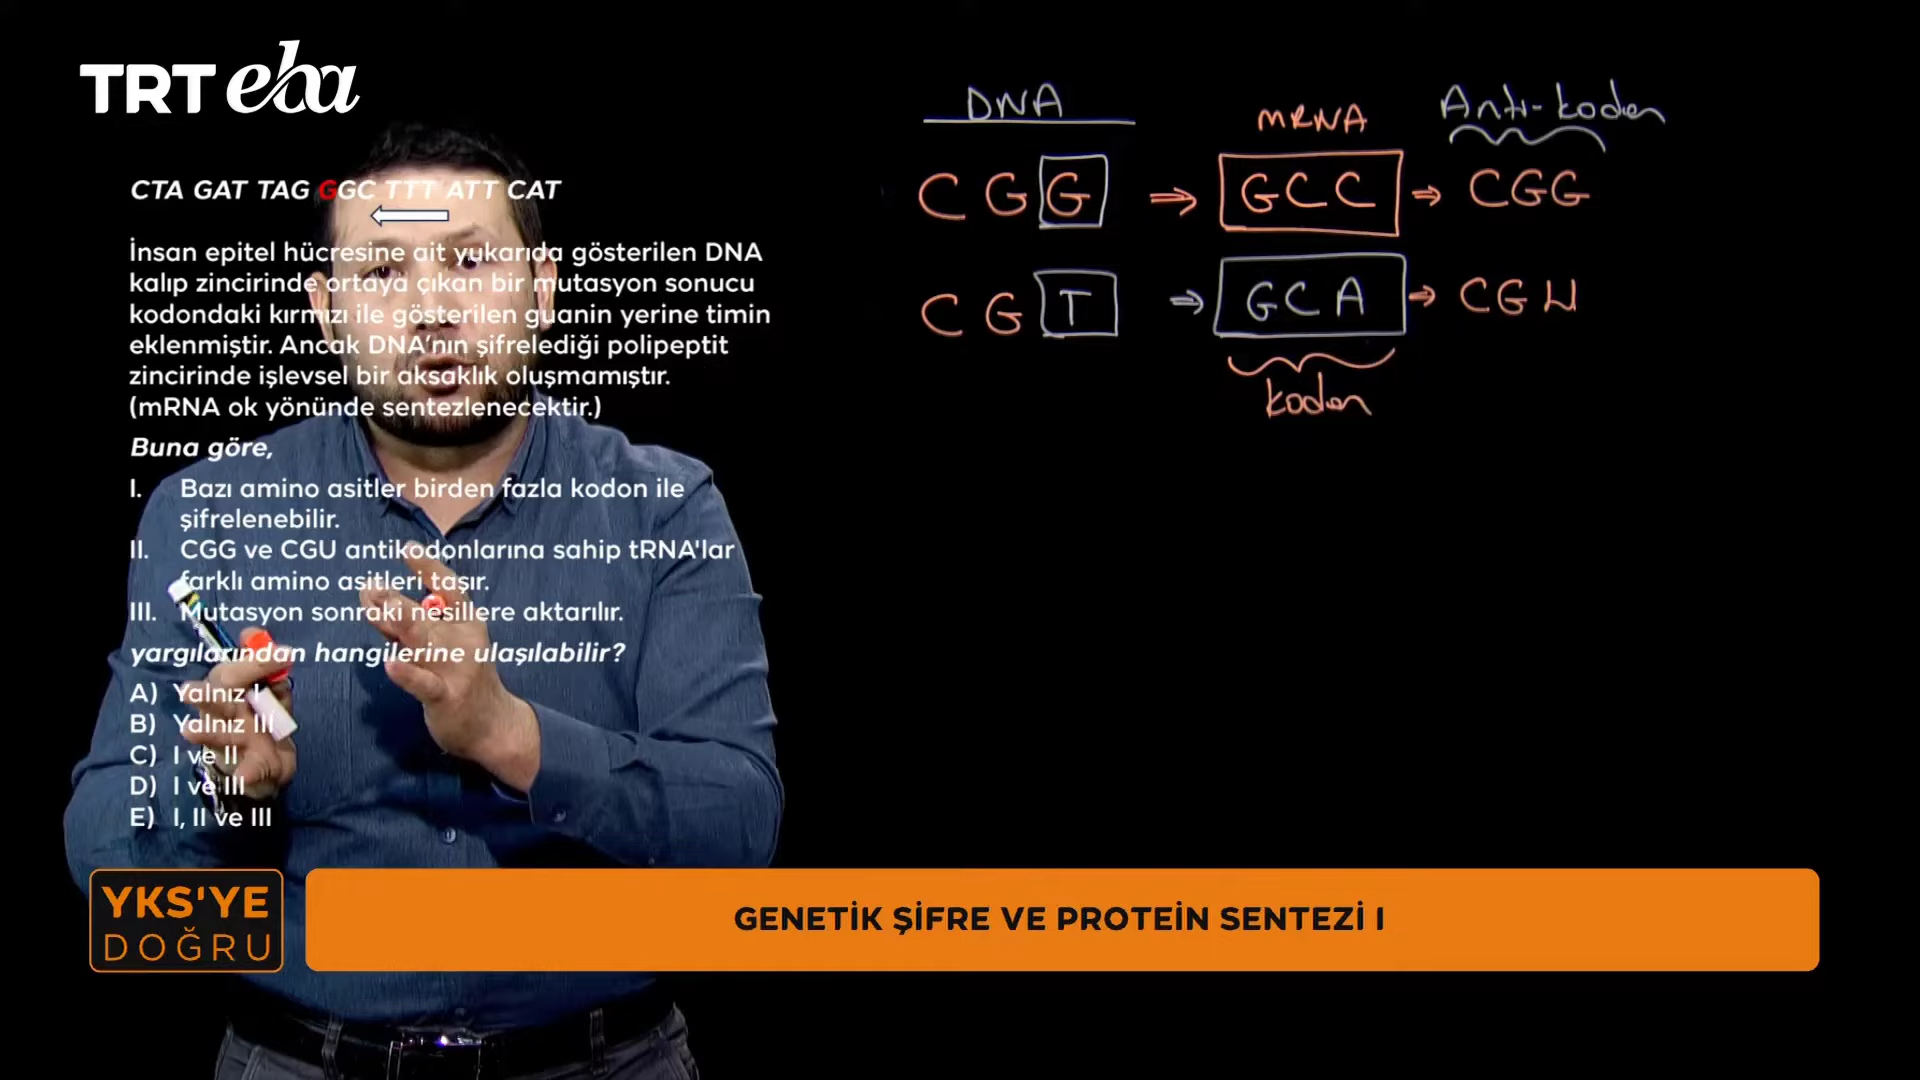 TRT eba
CTA GAT TAG GGC TTT ATT CAT
İnsan epitel hücresine ait yukarıda gösterilen DNA
kalıp zincirinde ortaya çıkan bir mutasyon sonucu
kodondaki kırmızı ile gösterilen guanin yerine timin
eklenmiştir. Ancak DNA’nın şifrelediği polipeptit
zincirinde işlevsel bir aksaklık oluşmamıştır.
(mRNA ok yönünde sentezlenecektir.)
Buna göre,
I. Bazı amino asitler birden fazla kodon ile
şifrelenebilir.
II. CGG ve CGU antikodonlarına sahip tRNA'lar
farklı amino asitleri taşır.
III. Mutasyon sonraki nesillere aktarılır.
yargılarından hangilerine ulaşılabilir?
A) Yalnız I
B) Yalnız III
C) I ve II
D) I ve III
E) I, II ve III
DNA mRNA Anti-kodon
CGG ⇒ GCC ⇒ CGG
CGT ⇒ GCA ⇒ CGU
kodon
YKS'YE
DOĞRU
GENETİK ŞİFRE VE PROTEİN SENTEZİ I